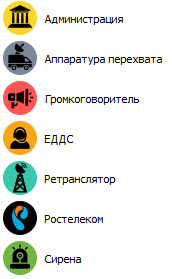 Администрация
Аппаратура перехвата
Громкоговоритель
ЕДДС
Ретранслятор
Ростелеком
Сирена